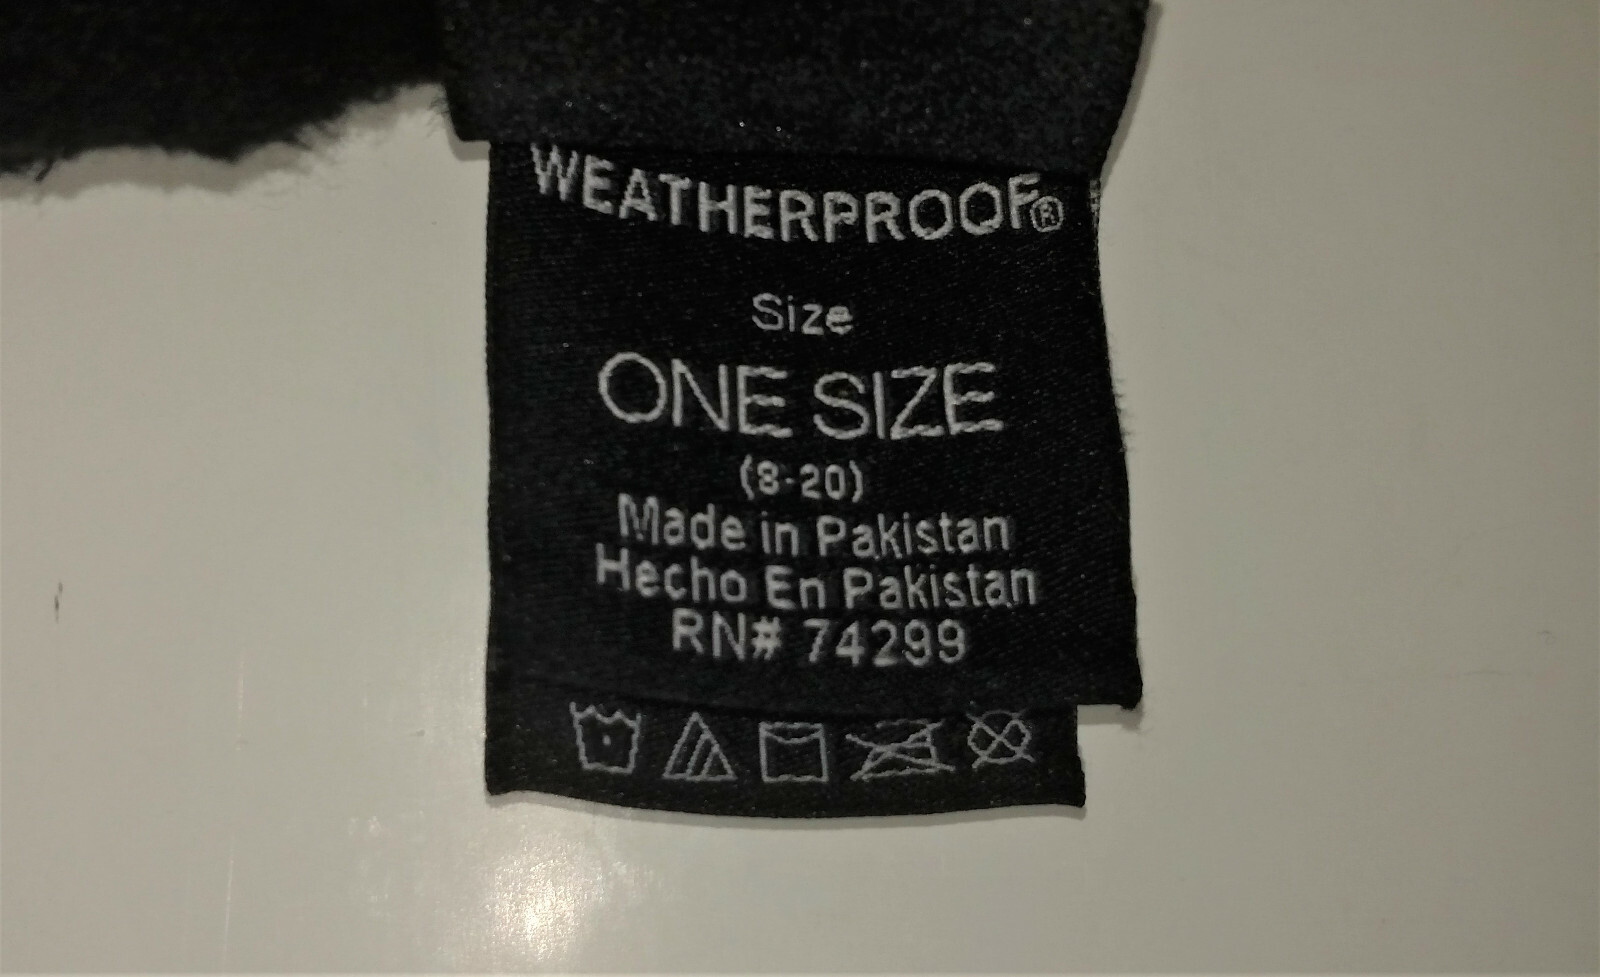 WEATHERPROOF®
Size
ONE SIZE
(8-20)
Made in Pakistan
Hecho En Pakistan
RN# 74299